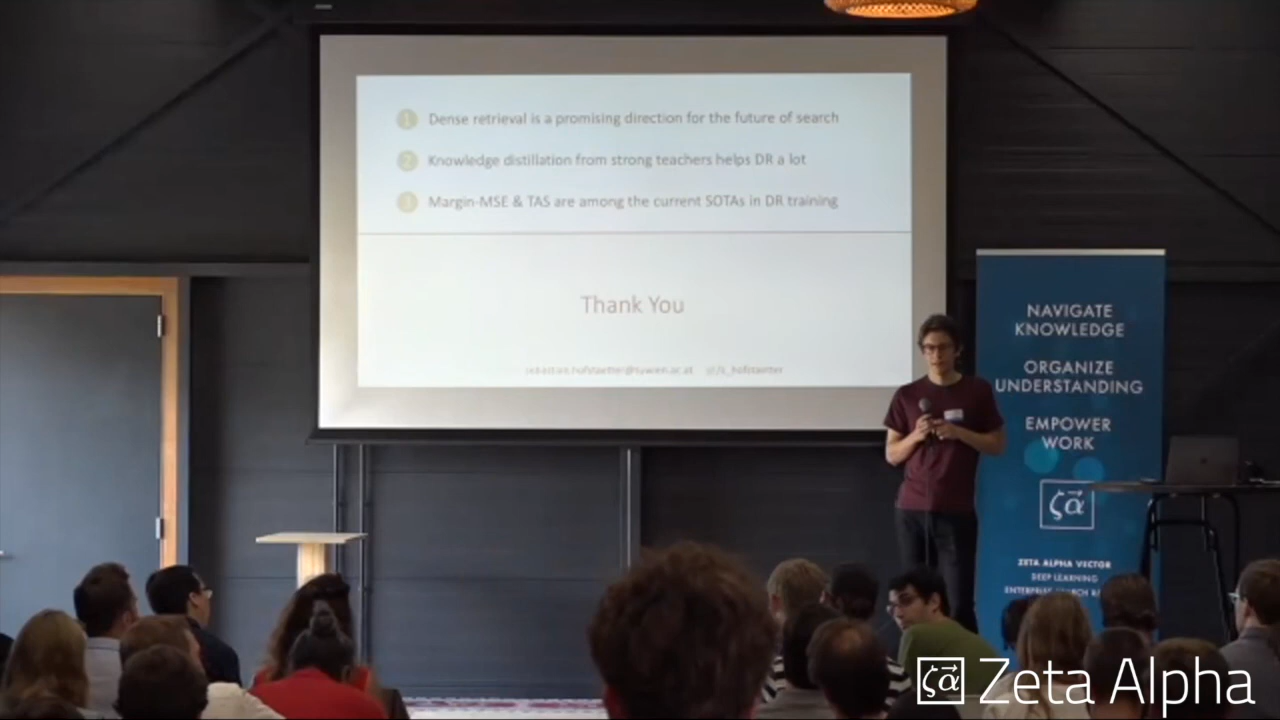 1 Dense retrieval is a promising direction for the future of search
2 Knowledge distillation from strong teachers helps DR a lot
3 Margin-MSE & TAS are among the current SOTAs in DR training
Thank You
NAVIGATE
KNOWLEDGE
ORGANIZE
UNDERSTANDING
EMPOWER
WORK
ζα
ZETA ALPHA VECTOR
DEEP LEARNING
ENTERPRISE SEARCH
ζα Zeta Alpha